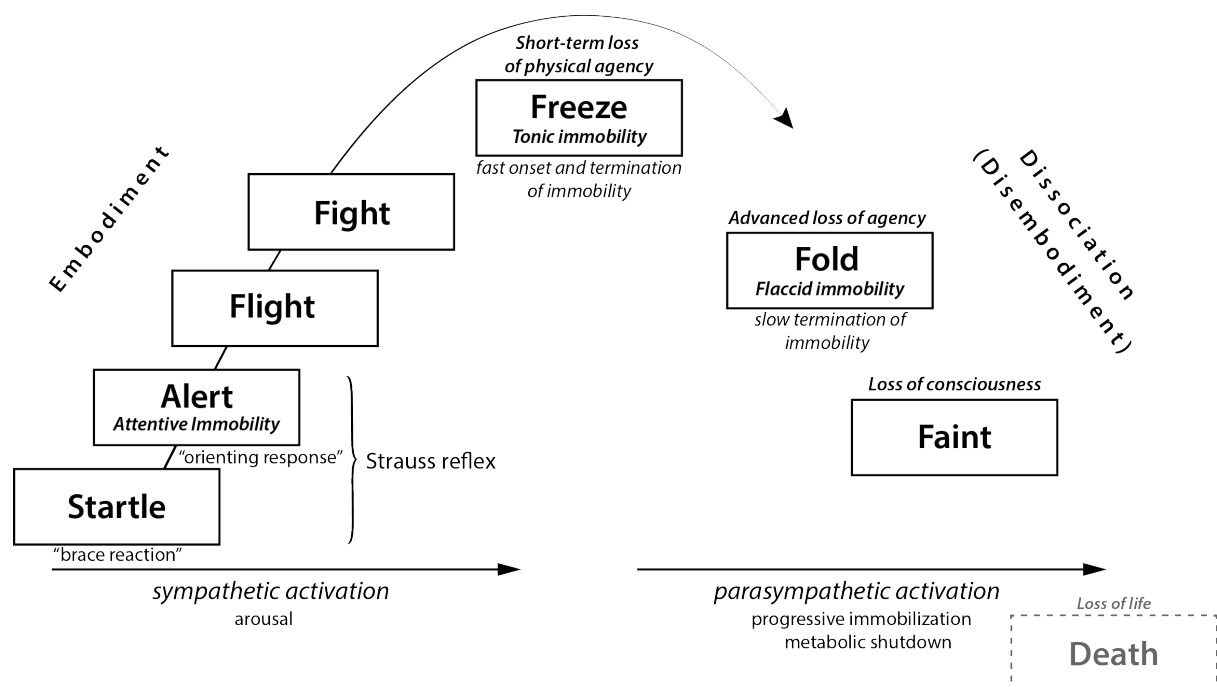 Short-term loss
of physical agency
Freeze
Tonic immobility
fast onset and termination
of immobility
Embodiment
Fight
Flight
Alert
Attentive Immobility
“orienting response”
Strauss reflex
Startle
“brace reaction”
sympathetic activation
arousal
Dissociation
(Disembodiment)
Advanced loss of agency
Fold
Flaccid immobility
slow termination of
immobility
Loss of consciousness
Faint
parasympathetic activation
progressive immobilization
metabolic shutdown
Loss of life
Death